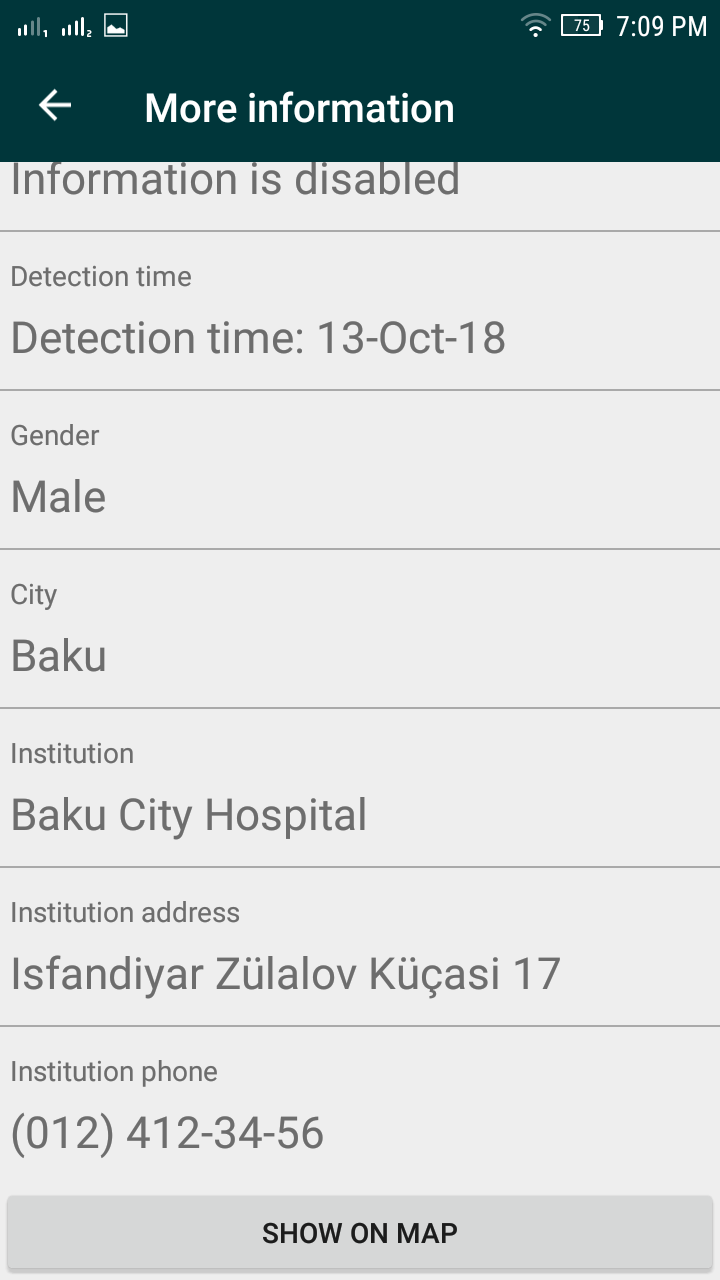 1 2 75 7:09 PM
More information
Information is disabled
Detection time
Detection time: 13-Oct-18
Gender
Male
City
Baku
Institution
Baku City Hospital
Institution address
Isfandiyar Zülalov Küçasi 17
Institution phone
(012) 412-34-56
SHOW ON MAP